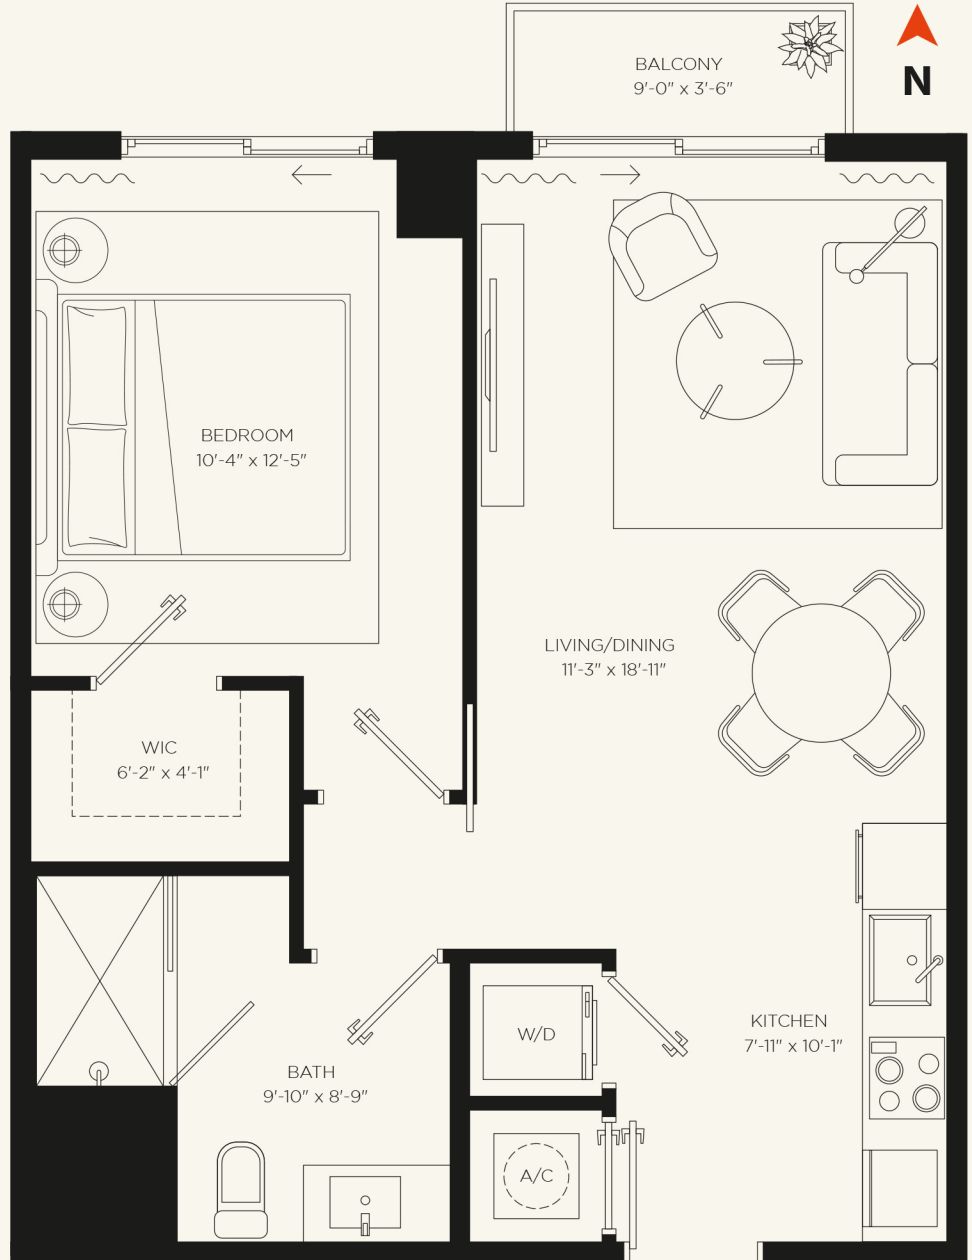 BALCONY
9'-0" x 3'-6"
N
BEDROOM
10'-4" x 12'-5"
LIVING/DINING
11'-3" x 18'-11"
WIC
6'-2" x 4'-1"
W/D
KITCHEN
7'-11" x 10'-1"
BATH
9'-10" x 8'-9"
A/C